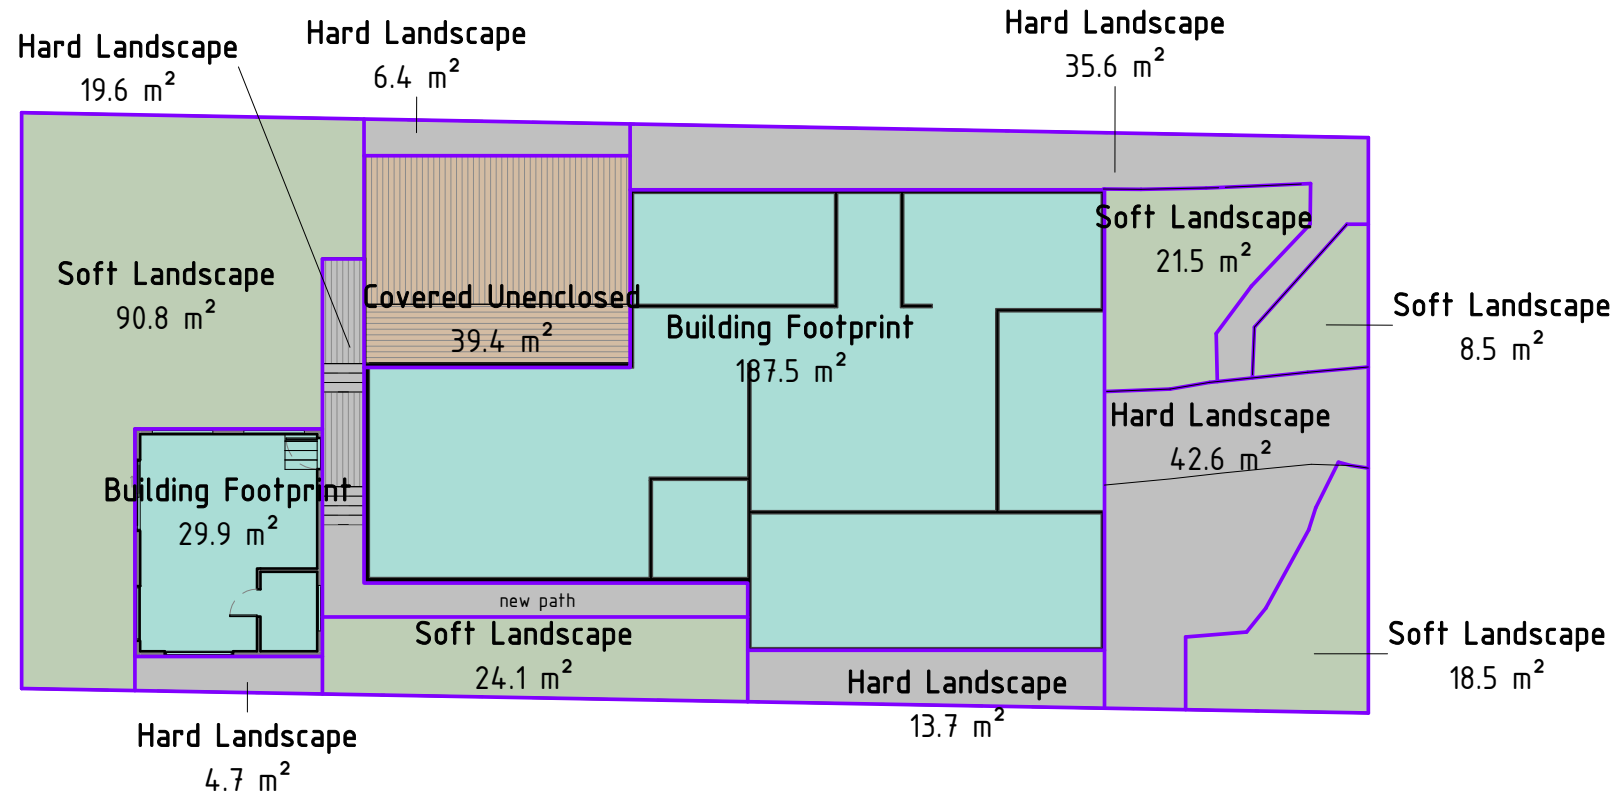 Hard Landscape
19.6 m²
Hard Landscape
6.4 m²
Hard Landscape
35.6 m²
Soft Landscape
90.8 m²
Covered Unenclosed
39.4 m²
Building Footprint
187.5 m²
Soft Landscape
21.5 m²
Soft Landscape
8.5 m²
Hard Landscape
42.6 m²
Building Footprint
29.9 m²
new path
Soft Landscape
24.1 m²
Hard Landscape
13.7 m²
Soft Landscape
18.5 m²
Hard Landscape
4.7 m²